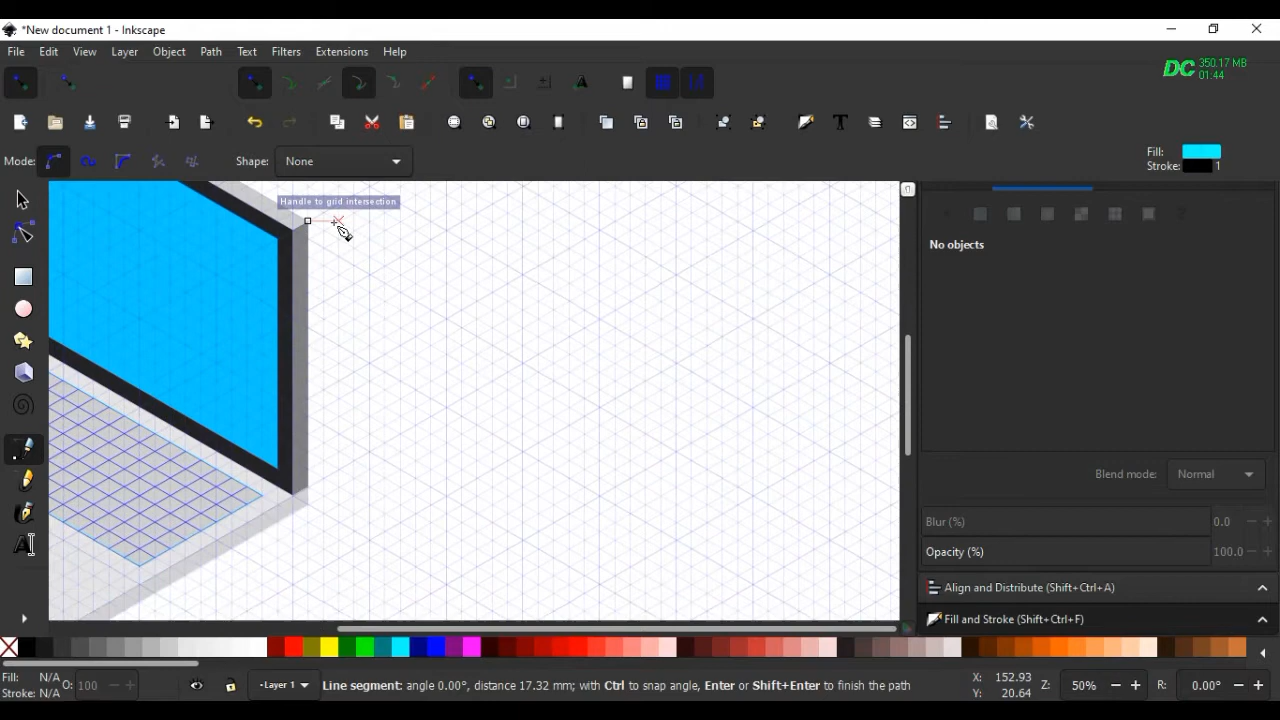 *New document 1 - Inkscape
File Edit View Layer Object Path Text Filters Extensions Help
DC 350.17 MB
01:44
Mode: Shape: None
Fill:
Stroke: 1
Handle to grid intersection
No objects
Blend mode: Normal
Blur (%) 0.0
Opacity (%) 100.0
Align and Distribute (Shift+Ctrl+A)
Fill and Stroke (Shift+Ctrl+F)
Fill: N/A
Stroke: N/A
O: 100
-Layer 1
Line segment: angle 0.00°, distance 17.32 mm; with Ctrl to snap angle, Enter or Shift+Enter to finish the path
X: 152.93
Y: 20.64
Z: 50%
R: 0.00°